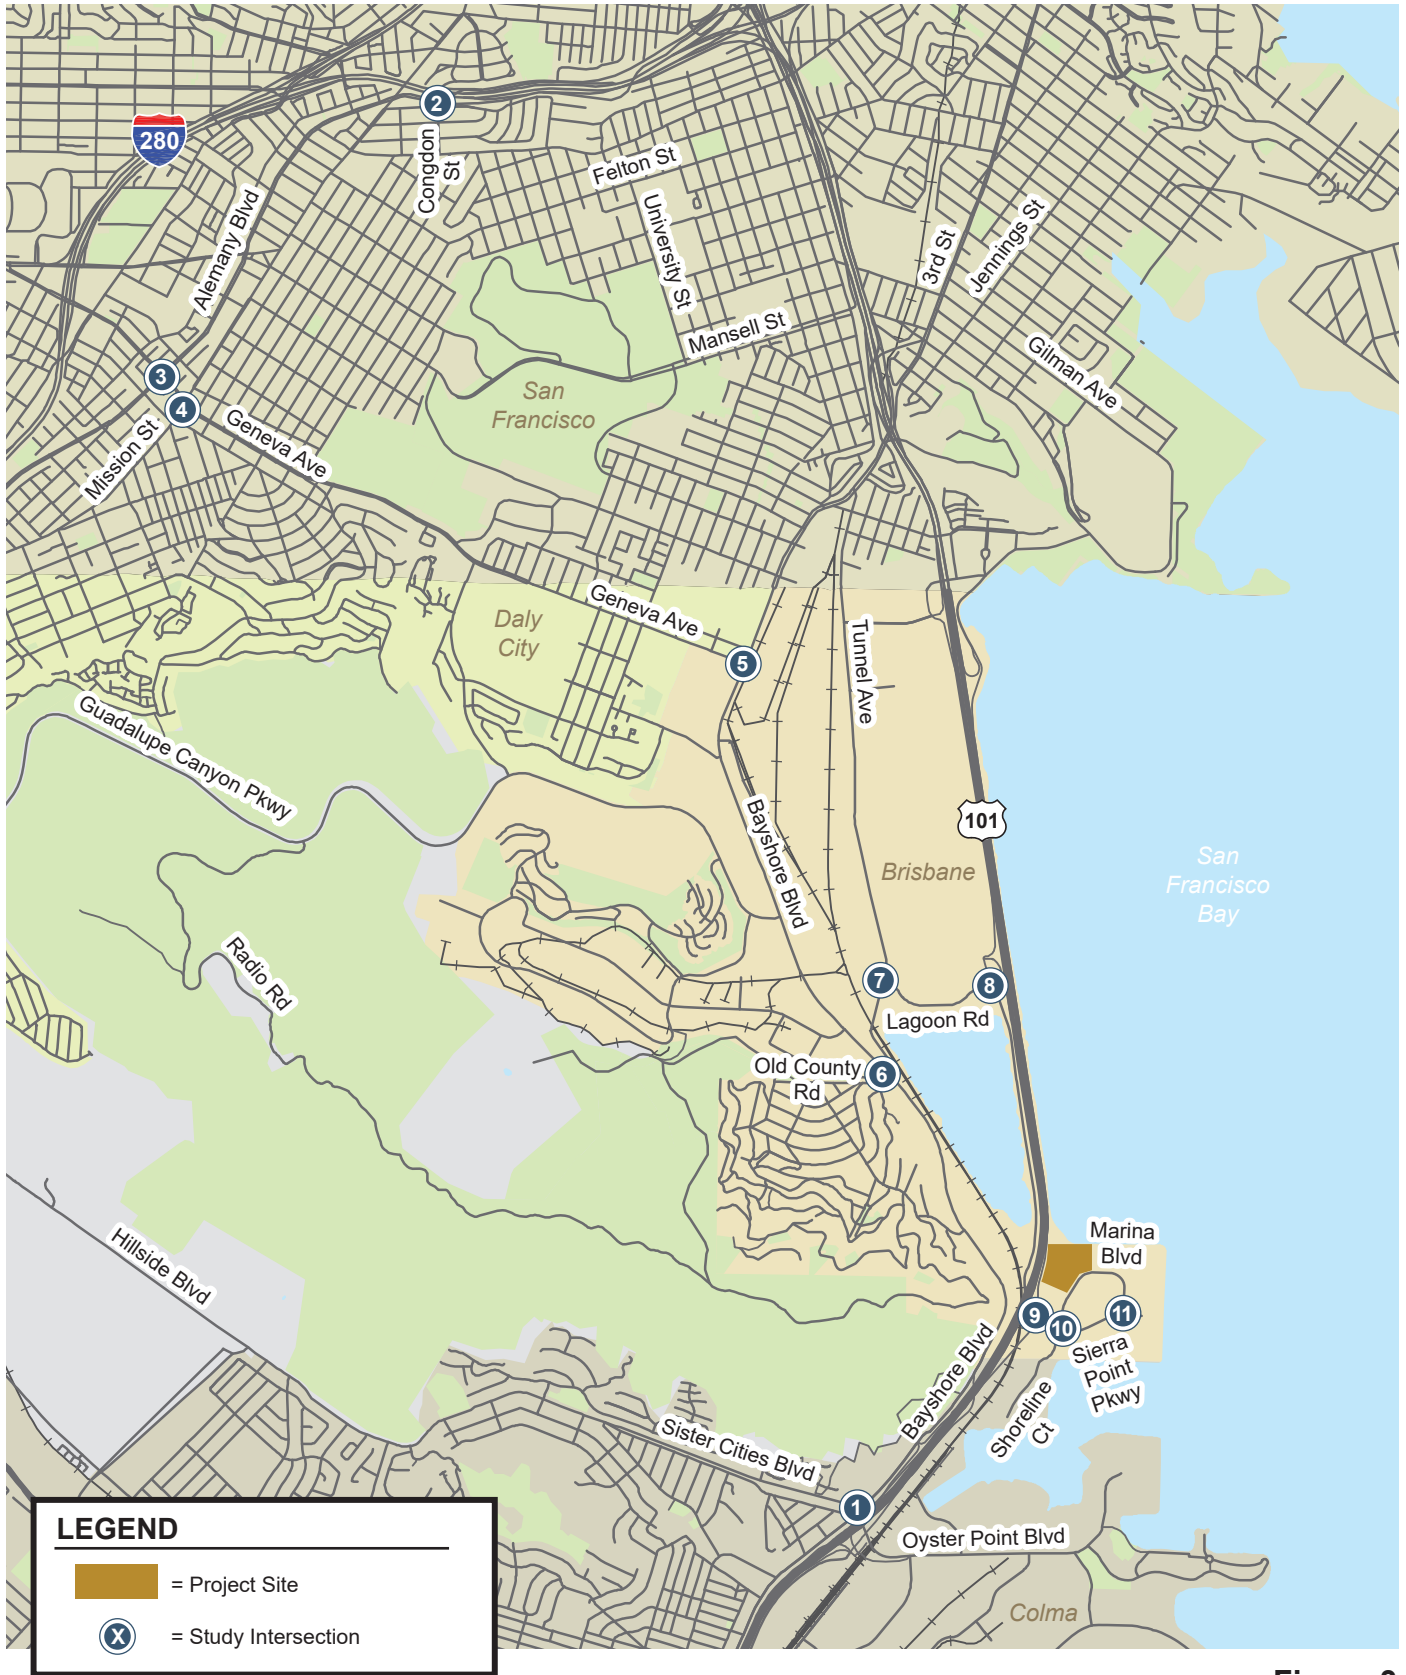 2
Congdon
St
280
Felton St
University
St
Alemany Blvd
3rd St
Jennings St
Mansell St
Gilman Ave
3
4
San
Francisco
Geneva Ave
Mission St
Geneva Ave
Daly
City
5
Tunnel Ave
Guadalupe Canyon Pkwy
101
Bayshore Blvd
Brisbane
San
Francisco
Bay
Radio Rd
7
8
Lagoon Rd
Old County
Rd
6
Hillside Blvd
Marina
Blvd
9
10
11
Sierra
Point
Pkwy
Bayshore Blvd
Shoreline
Ct
Sister Cities Blvd
1
Oyster Point Blvd
Colma
LEGEND
= Project Site
X = Study Intersection